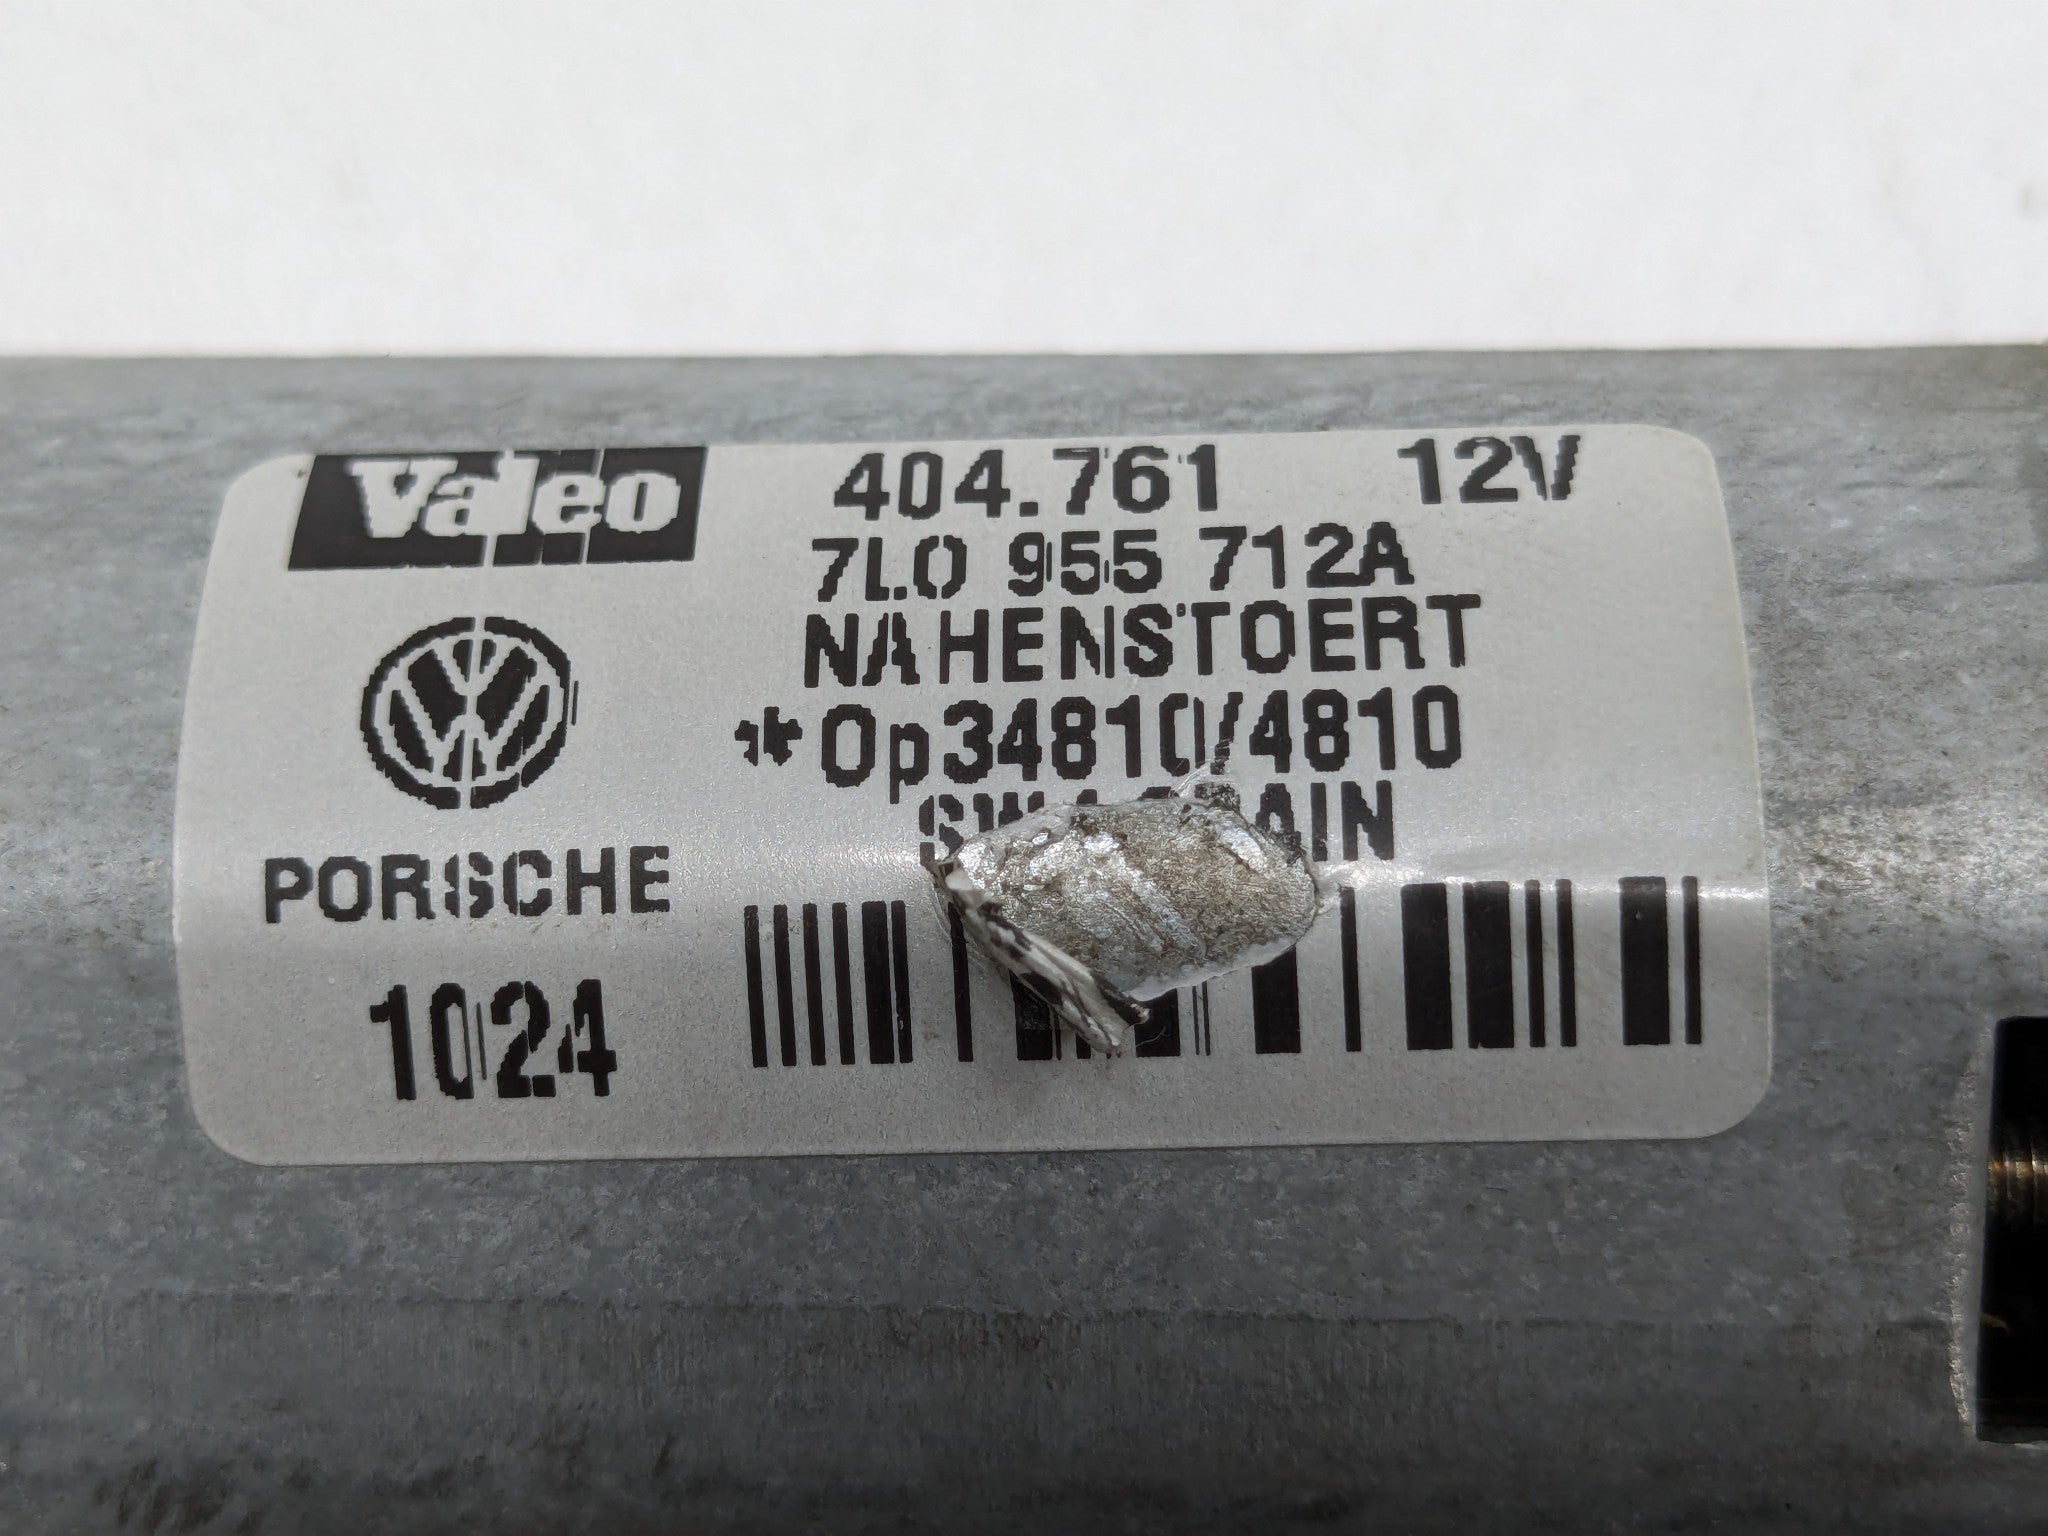 Valeo 404.761 12V
7L0 955 712A
NAHENSTOERT
*Op34810/4810
PORSCHE
1024